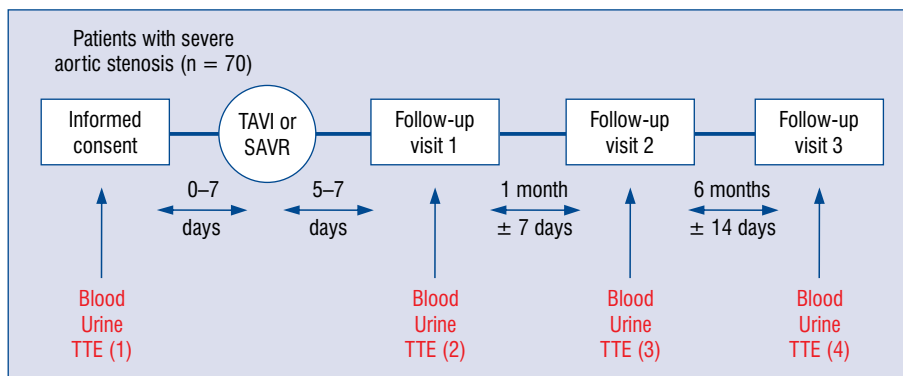 Patients with severe
aortic stenosis (n = 70)
Informed
consent
TAVI or
SAVR
Follow-up
visit 1
Follow-up
visit 2
Follow-up
visit 3
0–7
days
5–7
days
1 month
± 7 days
6 months
± 14 days
Blood
Urine
TTE (1)
Blood
Urine
TTE (2)
Blood
Urine
TTE (3)
Blood
Urine
TTE (4)